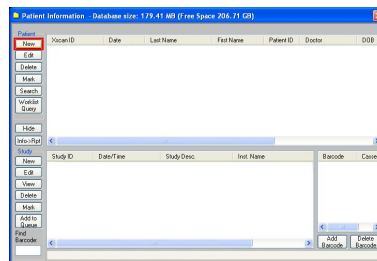 Patient Information - Database size: 179.41 MB (Free Space 206.71 GB)
Patient
New
Edit
Delete
Mark
Search
Worklist
Query
Hide
Info->Rpt
Xscan ID Date Last Name First Name Patient ID Doctor DOB
Study
New
Edit
View
Delete
Mark
Add to
Queue
Find
Barcode:
Study ID Date/Time Study Desc. Inst. Name
Barcode Casse
Add
Barcode
Delete
Barcode